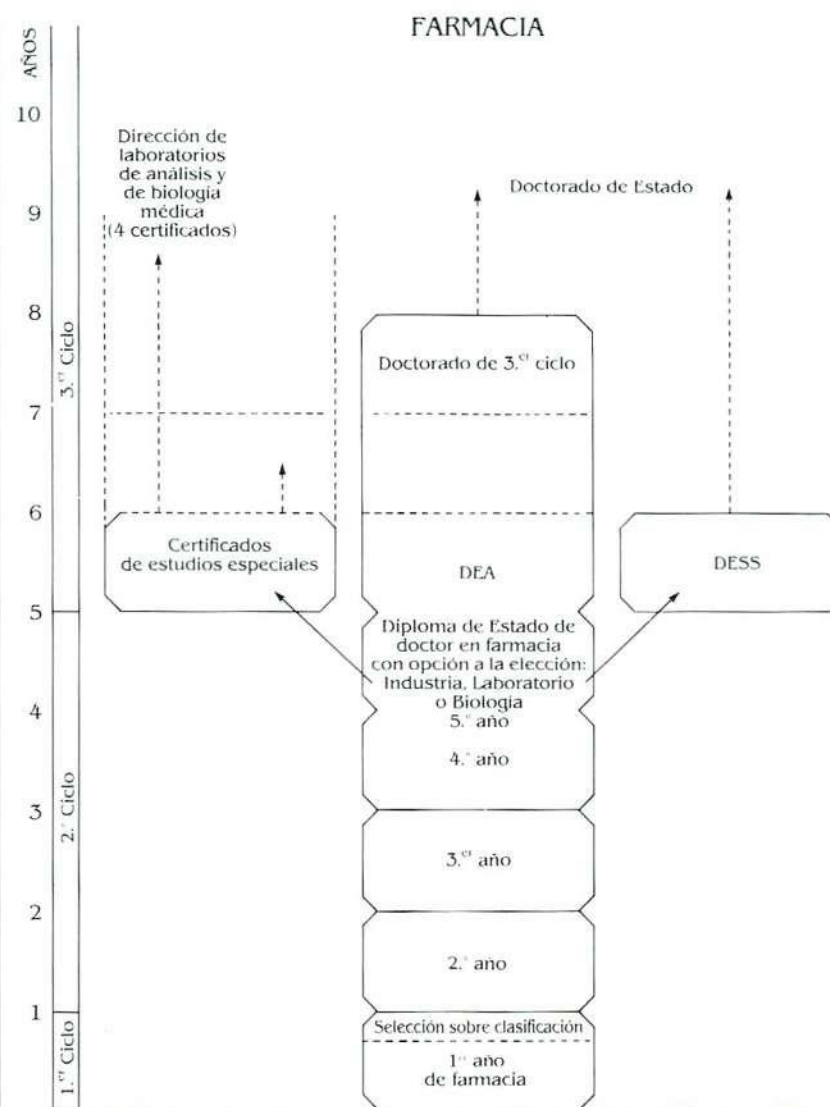 FARMACIA
AÑOS
10
9
8
7
6
5
4
3
2
1
3.er Ciclo
2.° Ciclo
1.er Ciclo
Dirección de
laboratorios
de análisis y
de biología
médica
(4 certificados)
Doctorado de Estado
Doctorado de 3.er ciclo
Certificados
de estudios especiales
DEA
DESS
Diploma de Estado de
doctor en farmacia
con opción a la elección:
Industria, Laboratorio
o Biología
5.° año
4.° año
3.er año
2.° año
Selección sobre clasificación
1er año
de farmacia